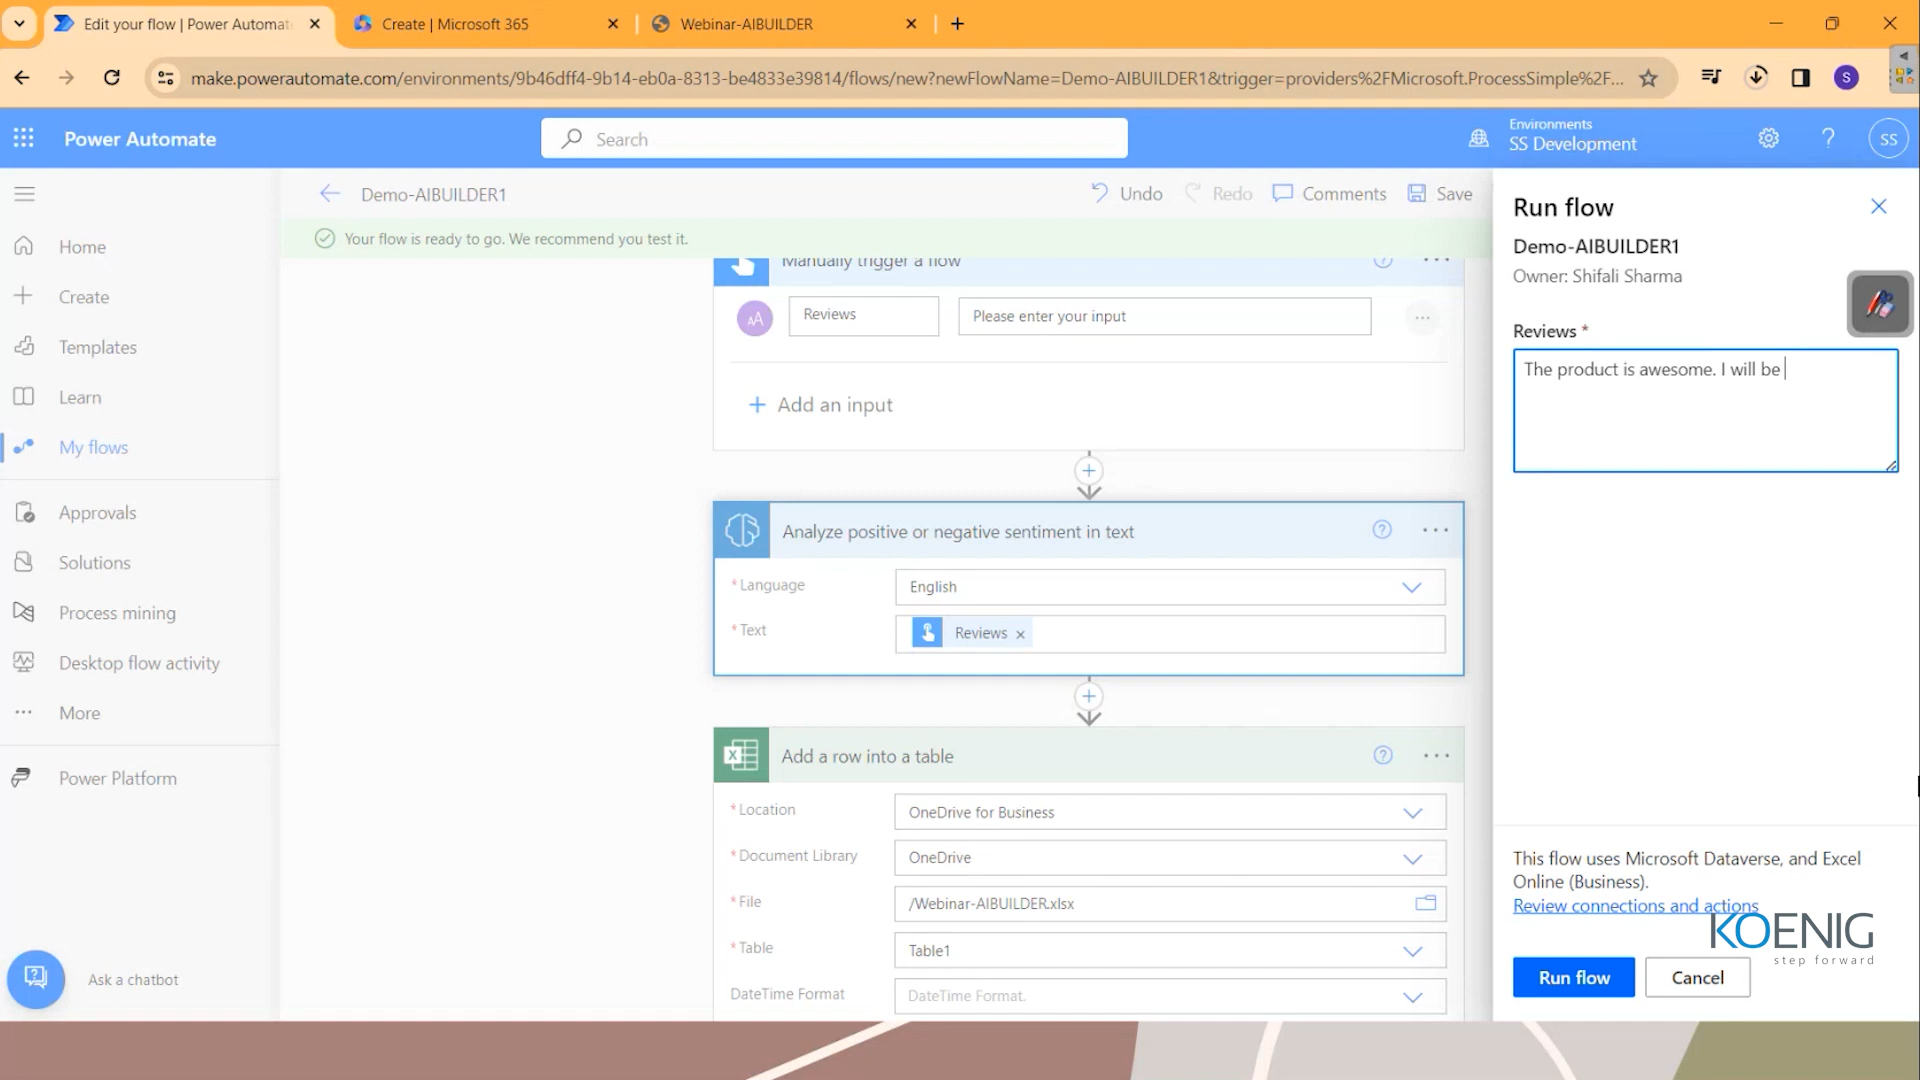 Edit your flow | Power Automat
Create | Microsoft 365
Webinar-AIBUILDER
make.powerautomate.com/environments/9b46dff4-9b14-eb0a-8313-be4833e39814/flows/new?newFlowName=Demo-AIBUILDER1&trigger=providers%2FMicrosoft.ProcessSimple%2F...
S
Power Automate
Search
Environments
SS Development
?
SS
Demo-AIBUILDER1
Undo
Redo
Comments
Save
Your flow is ready to go. We recommend you test it.
Home
Create
Templates
Learn
My flows
Approvals
Solutions
Process mining
Desktop flow activity
More
Power Platform
Ask a chatbot
Manually trigger a flow
Reviews
Please enter your input
Add an input
Analyze positive or negative sentiment in text
* Language
English
* Text
Reviews
Add a row into a table
* Location
OneDrive for Business
* Document Library
OneDrive
* File
/Webinar-AIBUILDER.xlsx
* Table
Table1
DateTime Format
DateTime Format.
Run flow
Demo-AIBUILDER1
Owner: Shifali Sharma
Reviews *
The product is awesome. I will be
This flow uses Microsoft Dataverse, and Excel
Online (Business).
Review connections and actions
KOENIG
step forward
Run flow
Cancel